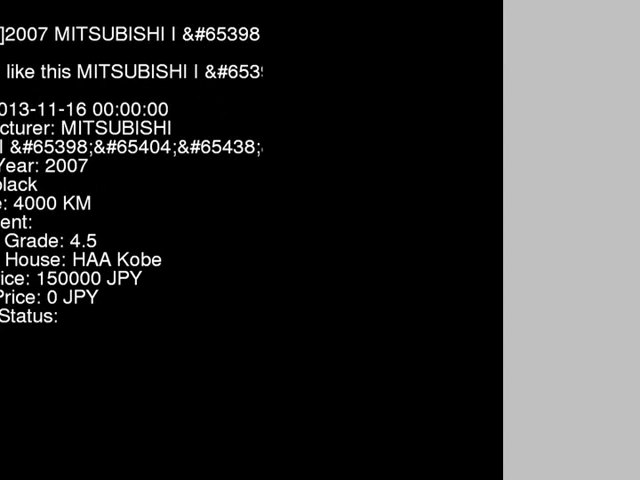 ]2007 MITSUBISHI I &#65398
like this MITSUBISHI I &#653
013-11-16 00:00:00
cturer: MITSUBISHI
I &#65398;&#65404;&#65438;
Year: 2007
black
e: 4000 KM
ent:
Grade: 4.5
House: HAA Kobe
ice: 150000 JPY
Price: 0 JPY
Status: